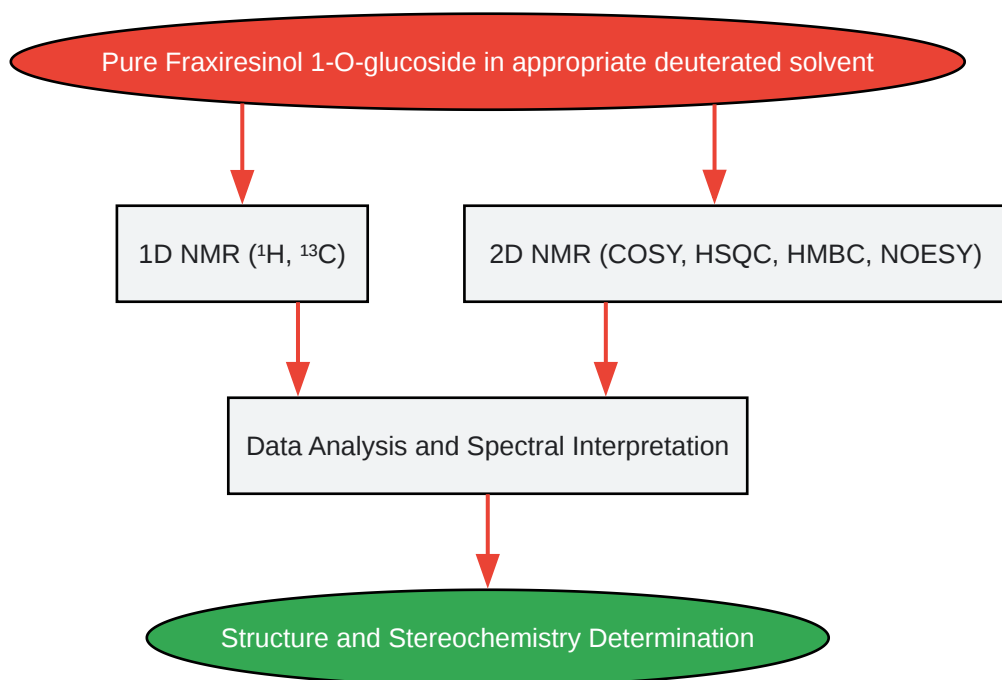 Pure Fraxiresinol 1-O-glucoside in appropriate deuterated solvent
1D NMR (¹H, ¹³C)
2D NMR (COSY, HSQC, HMBC, NOESY)
Data Analysis and Spectral Interpretation
Structure and Stereochemistry Determination